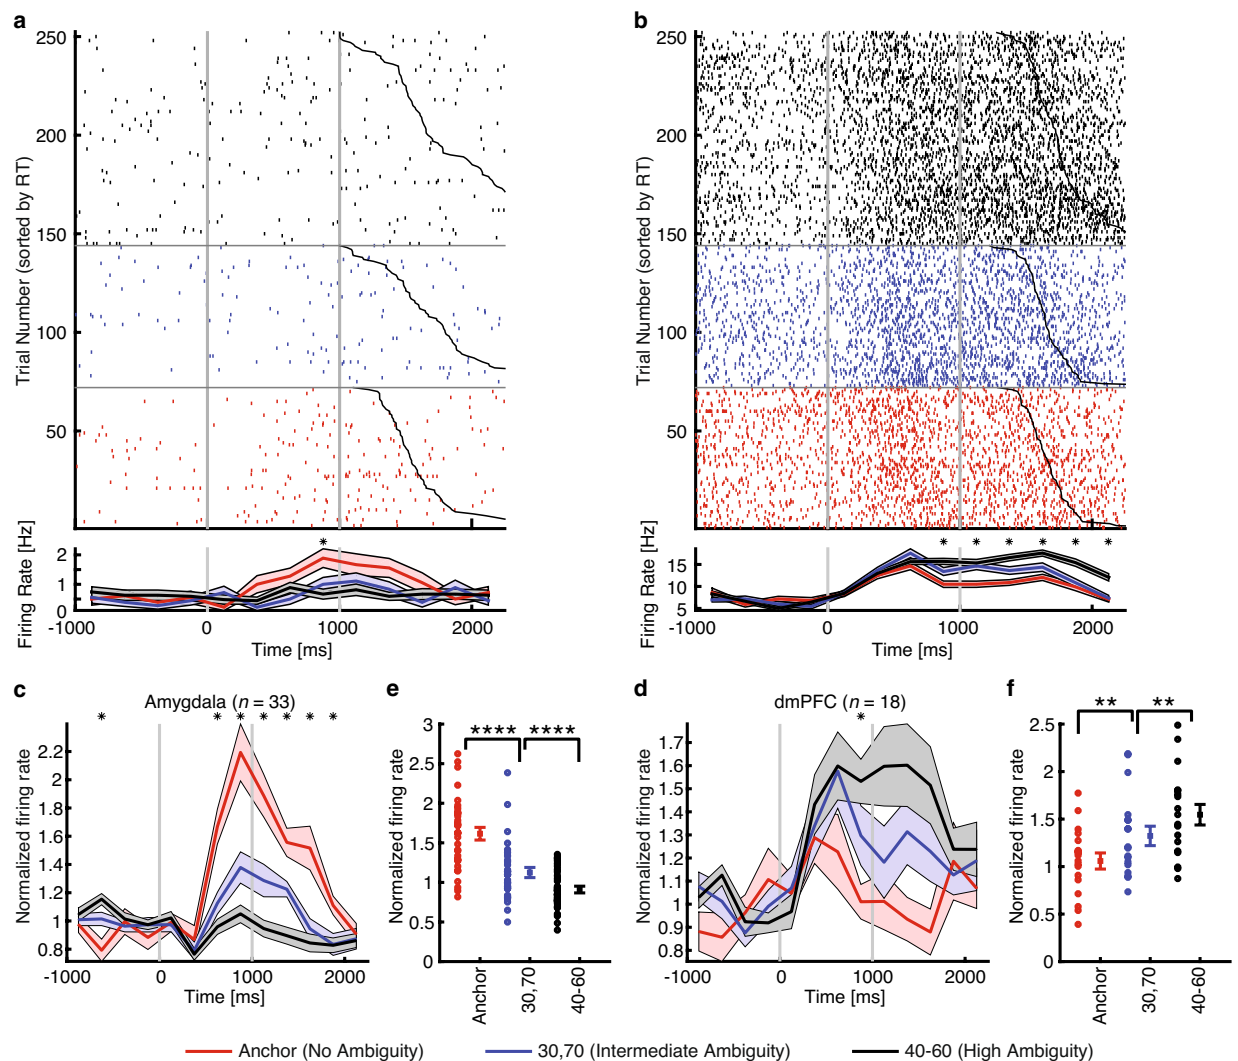 a
b
250
200
150
100
50
Trial Number (sorted by RT)
Trial Number (sorted by RT)
*
2
1
0
Firing Rate [Hz]
-1000
0
1000
2000
Time [ms]
* * * * * *
15
10
5
Firing Rate [Hz]
-1000
0
1000
2000
Time [ms]
c
Amygdala (n = 33)
* * * * * * *
2.2
2
1.8
1.6
1.4
1.2
1.0
0.8
Normalized firing rate
-1000
0
1000
2000
Time [ms]
e
**** ****
3
2.5
2
1.5
1
0.5
0
Normalized firing rate
Anchor
30,70
40-60
d
dmPFC (n = 18)
*
1.7
1.6
1.5
1.4
1.3
1.2
1.1
1
0.9
0.8
Normalized firing rate
-1000
0
1000
2000
Time [ms]
f
** **
2.5
2
1.5
1
0.5
0
Normalized firing rate
Anchor
30,70
40-60
Anchor (No Ambiguity)
30,70 (Intermediate Ambiguity)
40-60 (High Ambiguity)